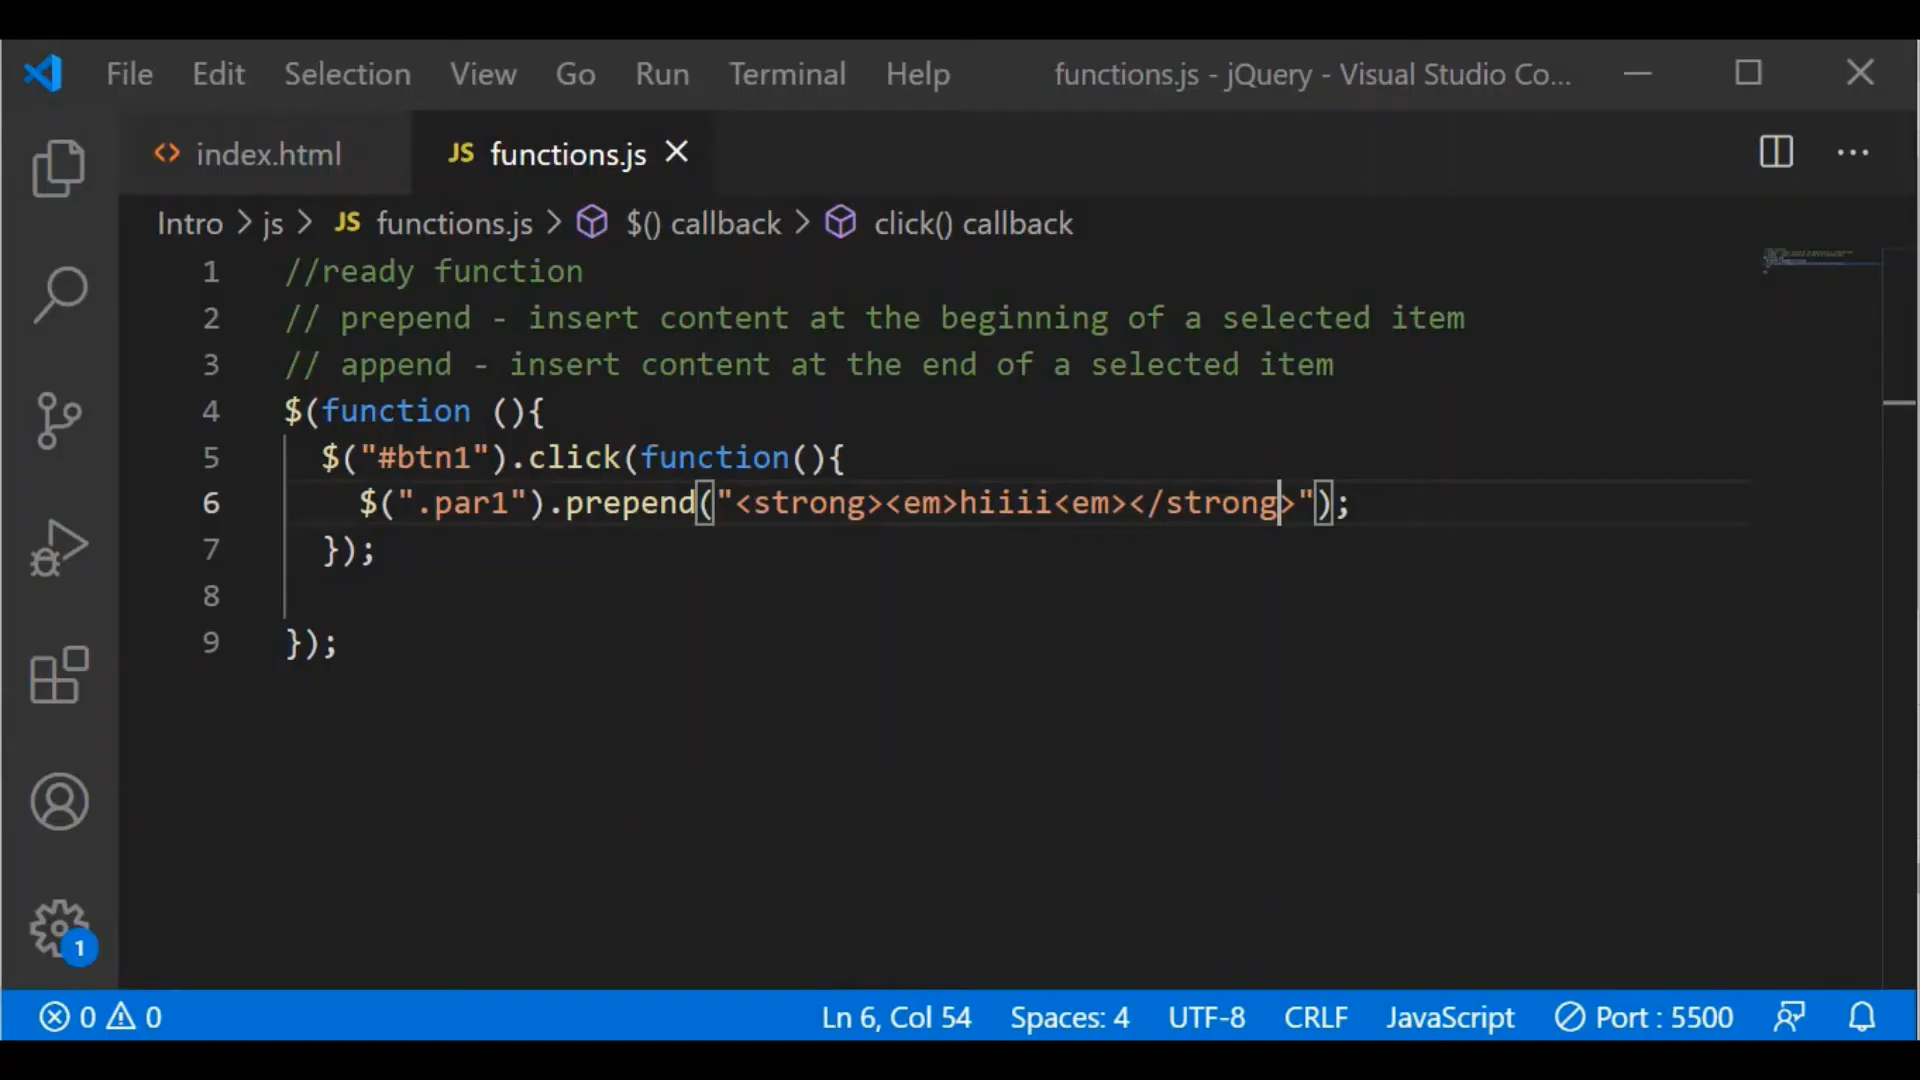 File Edit Selection View Go Run Terminal Help functions.js - jQuery - Visual Studio Co...
index.html JS functions.js
Intro > js > JS functions.js > $() callback > click() callback
1 //ready function
2 // prepend - insert content at the beginning of a selected item
3 // append - insert content at the end of a selected item
4 $(function (){
5 $("#btn1").click(function(){
6 $(".par1").prepend("<strong><em>hiiii<em></strong>");
7 });
8
9 });
1
0 0 Ln 6, Col 54 Spaces: 4 UTF-8 CRLF JavaScript Port : 5500